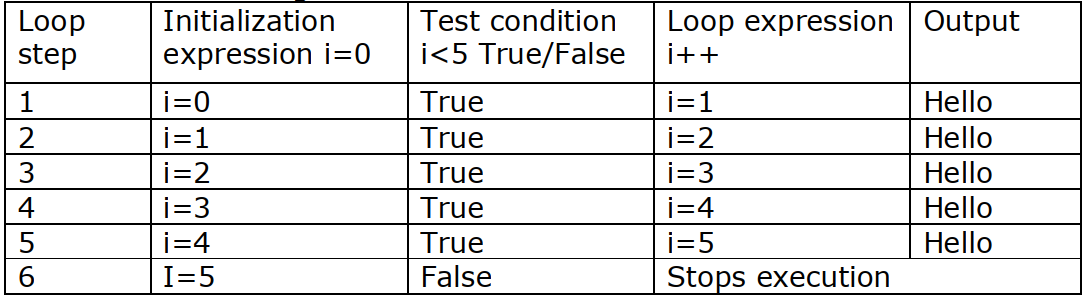 Loop step | Initialization expression i=0 | Test condition i<5 True/False | Loop expression i++ | Output
1 | i=0 | True | i=1 | Hello
2 | i=1 | True | i=2 | Hello
3 | i=2 | True | i=3 | Hello
4 | i=3 | True | i=4 | Hello
5 | i=4 | True | i=5 | Hello
6 | I=5 | False | Stops execution